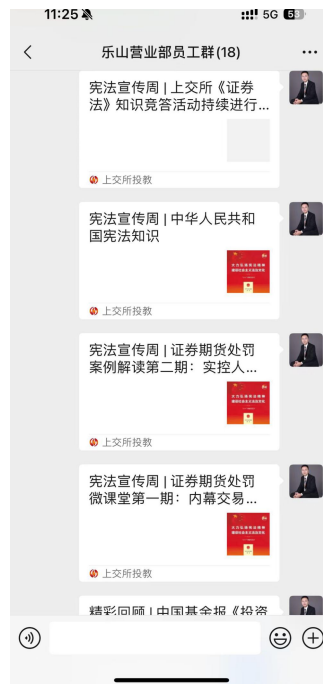 11:25
5G
53
乐山营业部员工群(18)
宪法宣传周 | 上交所《证券
法》知识竞答活动持续进行...
上交所投教
宪法宣传周 | 中华人民共和
国宪法知识
上交所投教
宪法宣传周 | 证券期货处罚
案例解读第二期：实控人...
上交所投教
宪法宣传周 | 证券期货处罚
微课堂第一期：内幕交易...
上交所投教
精彩回顾 | 中国基金报《投资